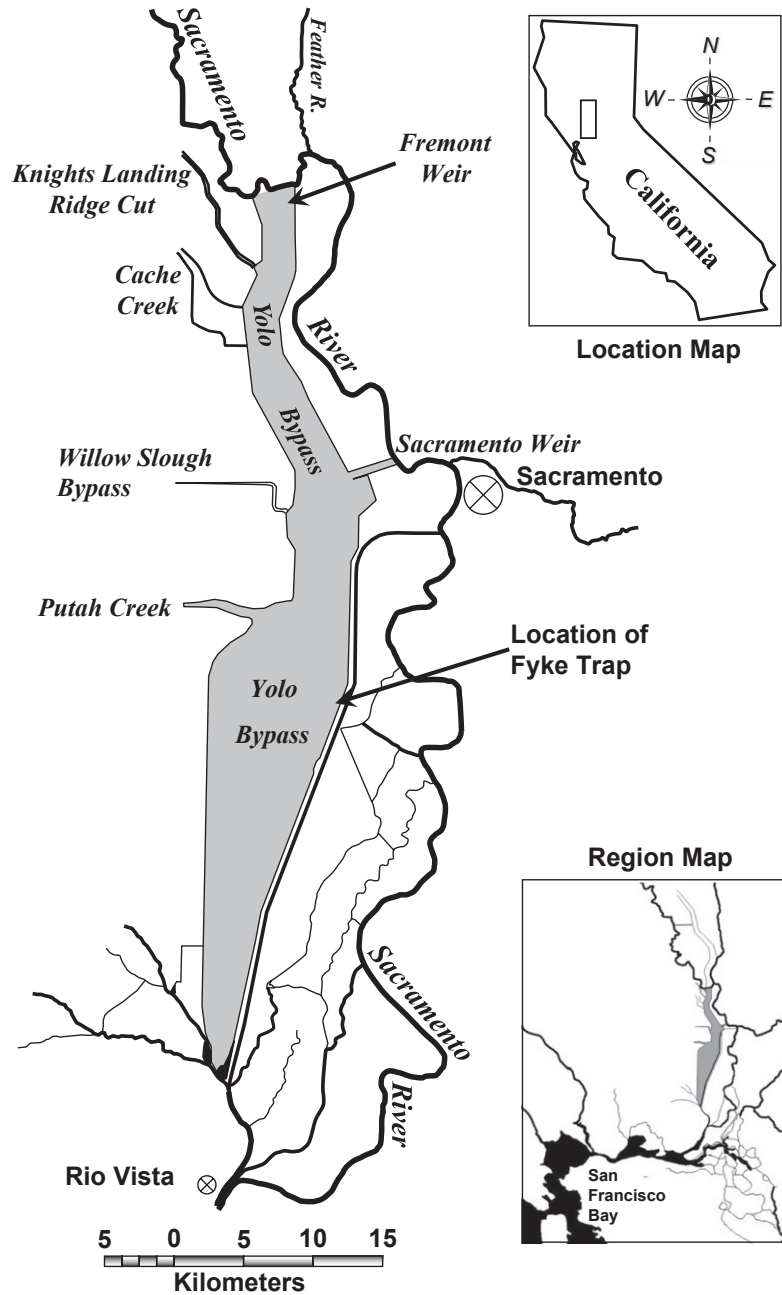 Sacramento
Feather R.
Fremont
Weir
Knights Landing
Ridge Cut
Cache
Creek
Yolo
Bypass
River
Willow Slough
Bypass
Sacramento Weir
Sacramento
Putah Creek
Location of
Fyke Trap
Yolo
Bypass
Sacramento
River
Rio Vista
5 0 5 10 15
Kilometers
N
W E
S
California
Location Map
Region Map
San
Francisco
Bay